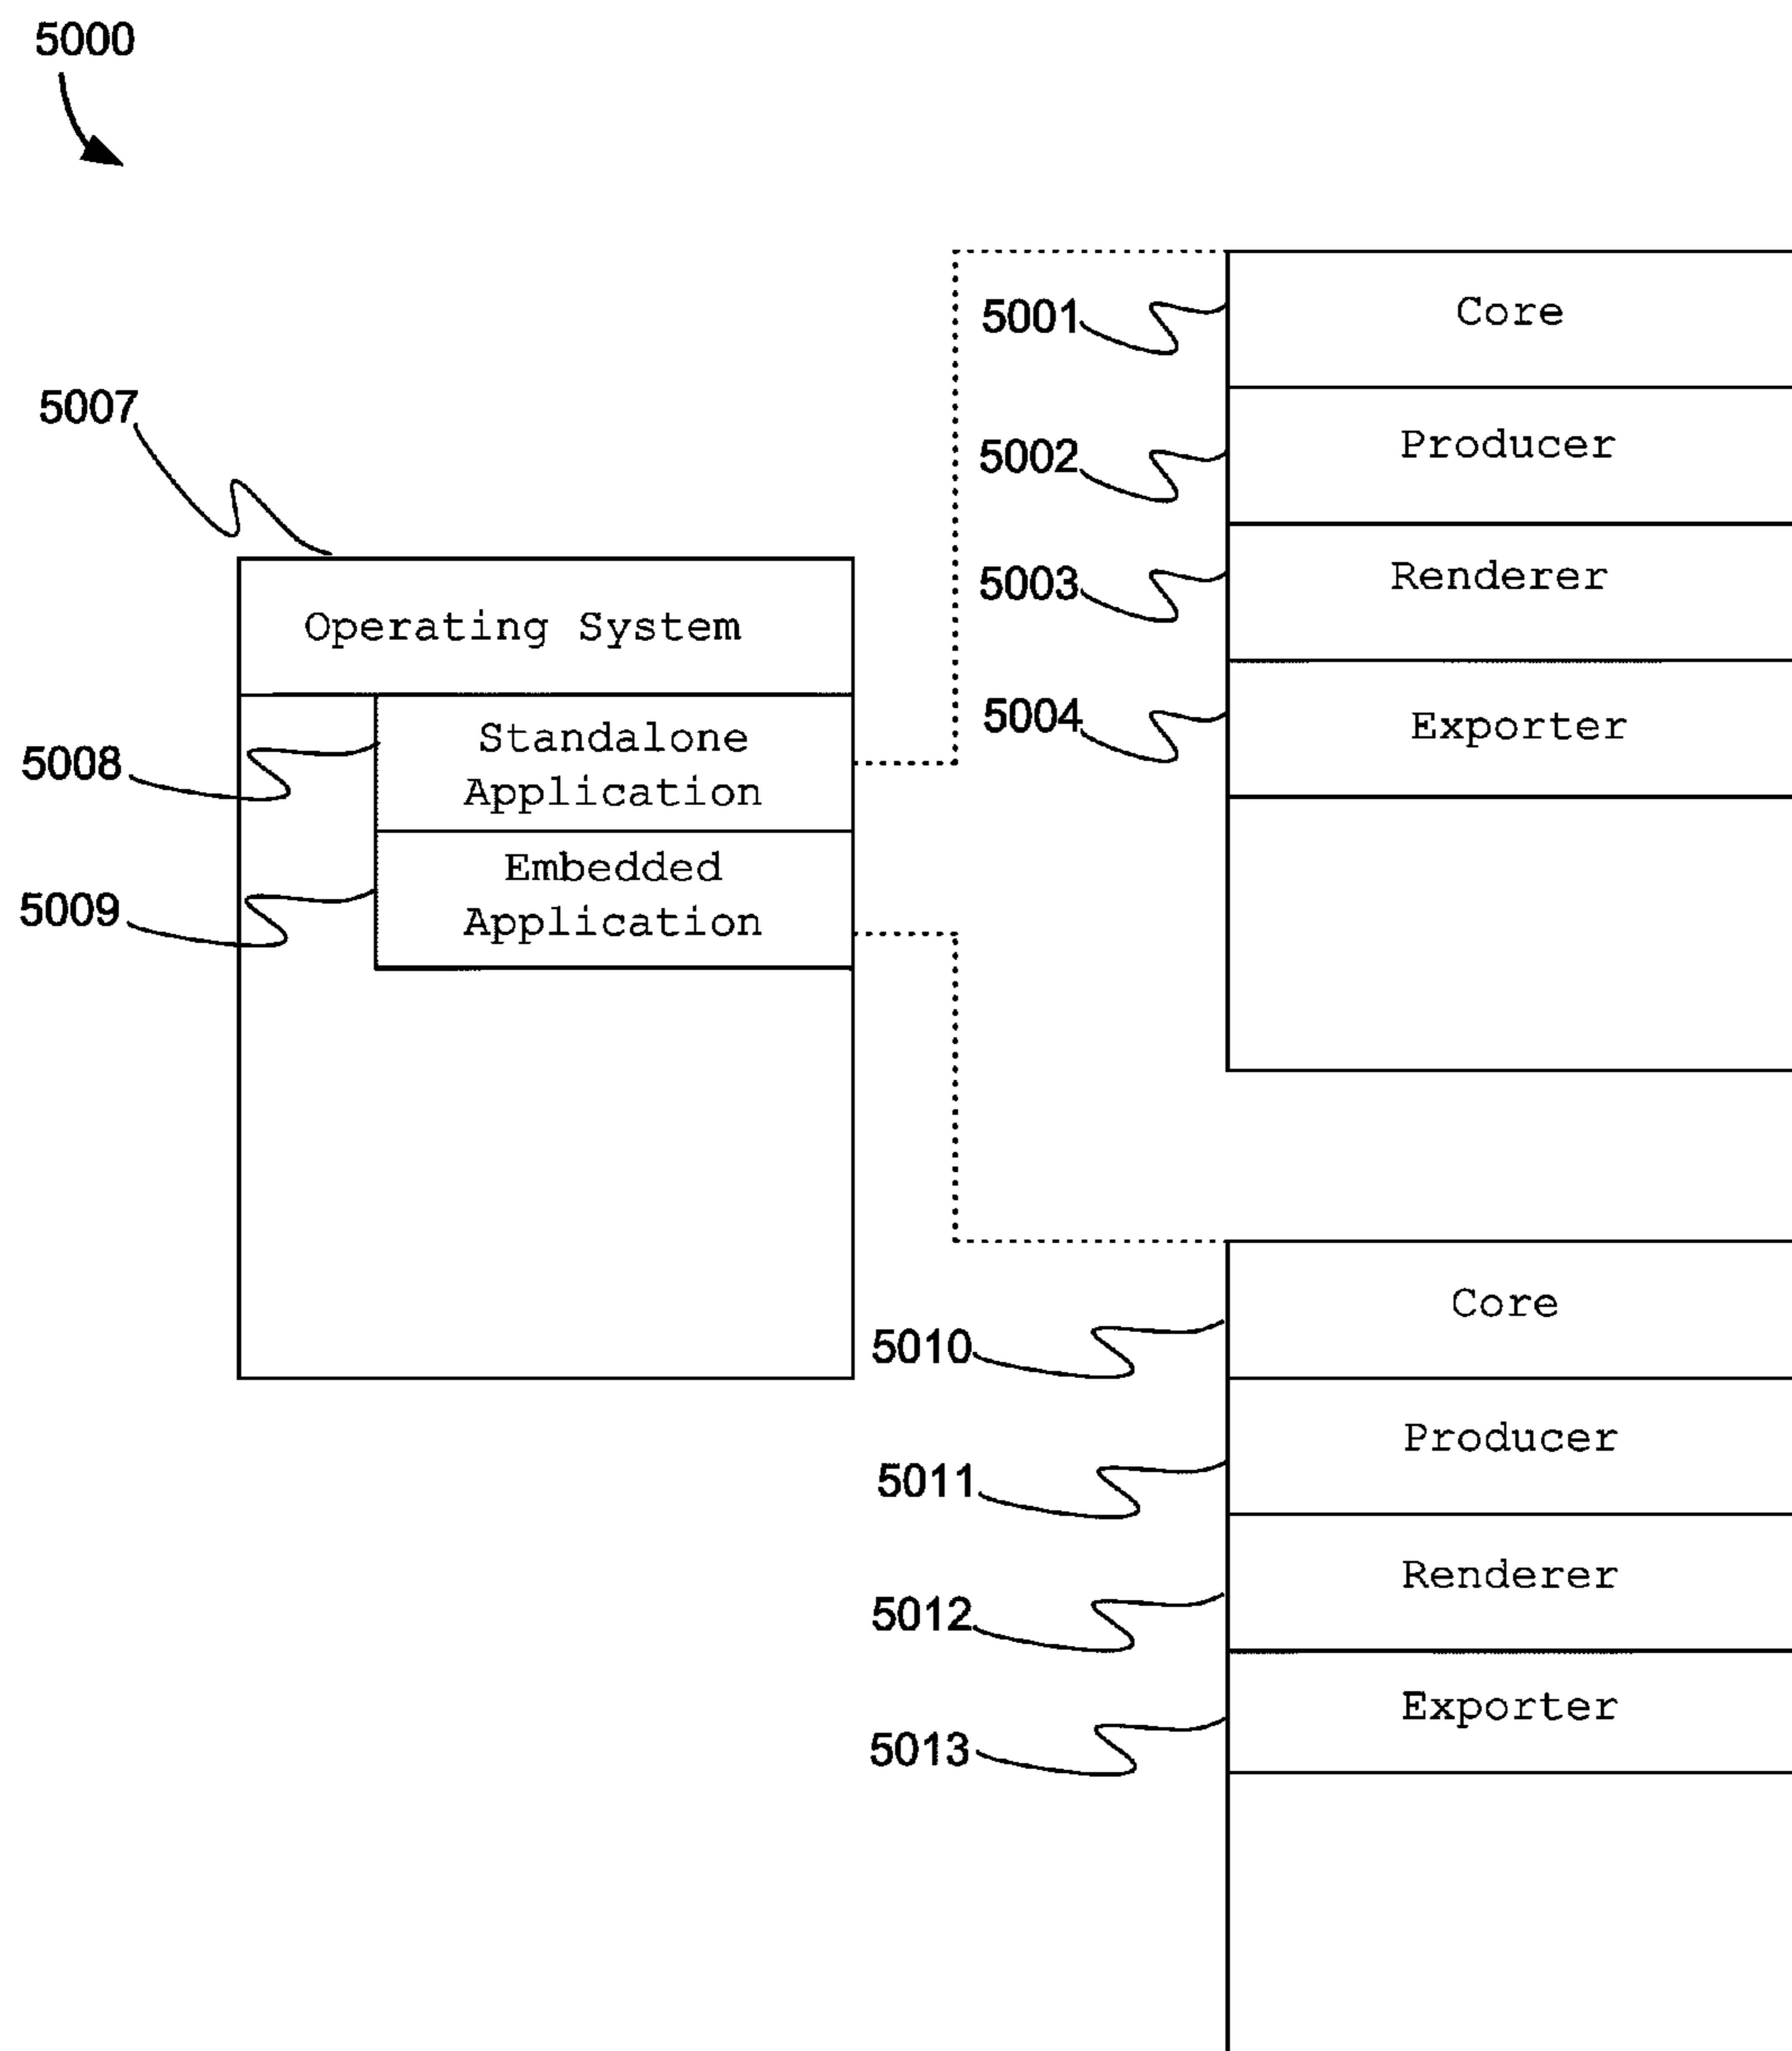 5000
5007
Operating System
5008
Standalone
Application
5009
Embedded
Application
5001
Core
5002
Producer
5003
Renderer
5004
Exporter
5010
Core
5011
Producer
5012
Renderer
5013
Exporter